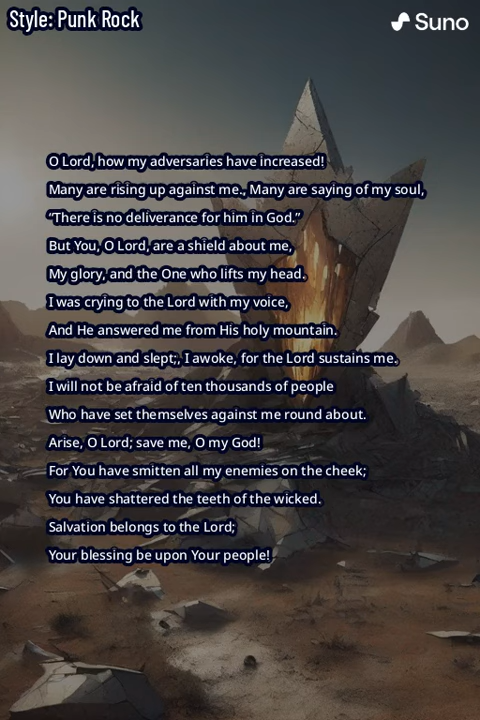 Style: Punk Rock
Suno
O Lord, how my adversaries have increased!
Many are rising up against me., Many are saying of my soul,
“There is no deliverance for him in God.”
But You, O Lord, are a shield about me,
My glory, and the One who lifts my head.
I was crying to the Lord with my voice,
And He answered me from His holy mountain.
I lay down and slept;, I awoke, for the Lord sustains me.
I will not be afraid of ten thousands of people
Who have set themselves against me round about.
Arise, O Lord; save me, O my God!
For You have smitten all my enemies on the cheek;
You have shattered the teeth of the wicked.
Salvation belongs to the Lord;
Your blessing be upon Your people!